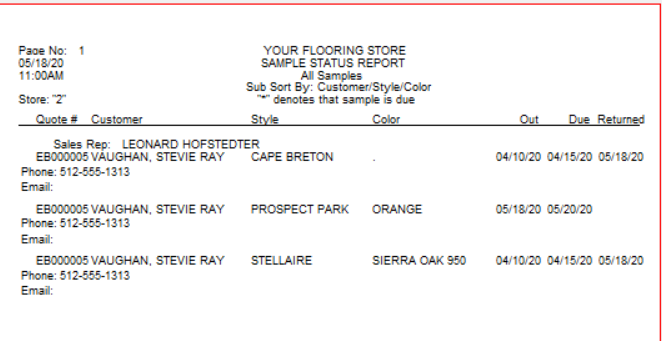 Page No: 1 YOUR FLOORING STORE
05/18/20 SAMPLE STATUS REPORT
11:00AM All Samples
Sub Sort By: Customer/Style/Color
Store: "2" "*" denotes that sample is due
Quote # Customer Style Color Out Due Returned
Sales Rep: LEONARD HOFSTEDTER
EB000005 VAUGHAN, STEVIE RAY CAPE BRETON . 04/10/20 04/15/20 05/18/20
Phone: 512-555-1313
Email:
EB000005 VAUGHAN, STEVIE RAY PROSPECT PARK ORANGE 05/18/20 05/20/20
Phone: 512-555-1313
Email:
EB000005 VAUGHAN, STEVIE RAY STELLAIRE SIERRA OAK 950 04/10/20 04/15/20 05/18/20
Phone: 512-555-1313
Email: